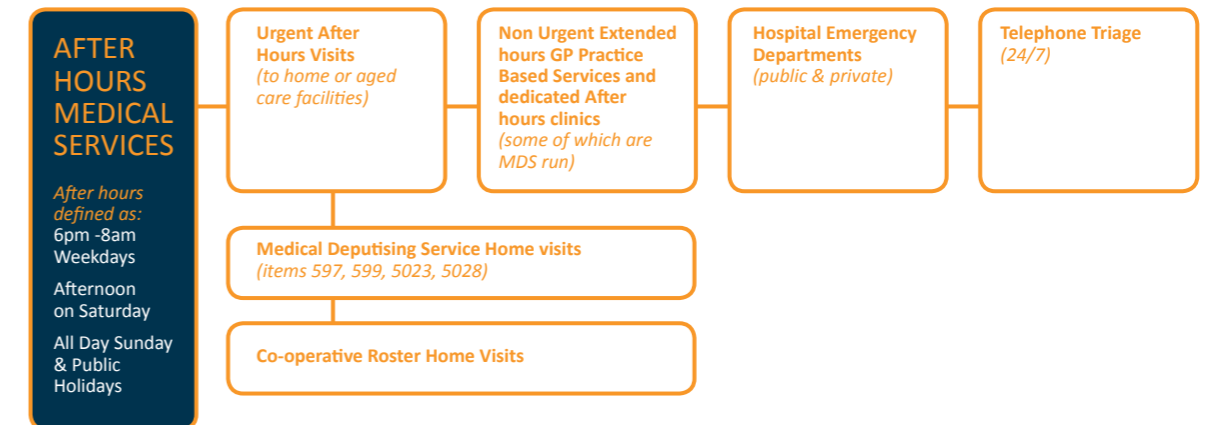 AFTER
HOURS
MEDICAL
SERVICES
After hours
defined as:
6pm -8am
Weekdays
Afternoon
on Saturday
All Day Sunday
& Public
Holidays
Urgent After
Hours Visits
(to home or aged
care facilities)
Non Urgent Extended
hours GP Practice
Based Services and
dedicated After
hours clinics
(some of which are
MDS run)
Hospital Emergency
Departments
(public & private)
Telephone Triage
(24/7)
Medical Deputising Service Home visits
(items 597, 599, 5023, 5028)
Co-operative Roster Home Visits